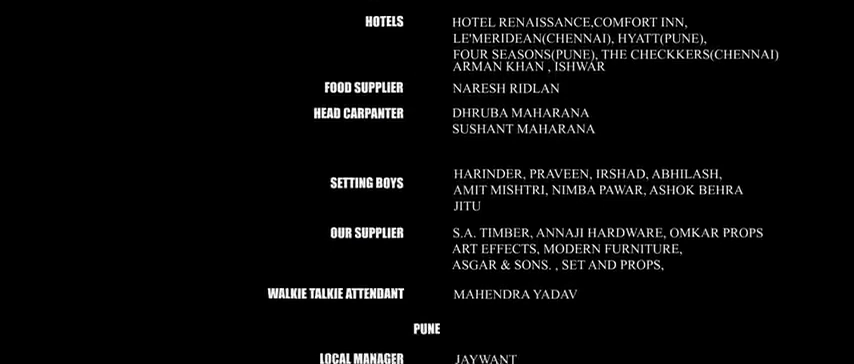 HOTELS HOTEL RENAISSANCE,COMFORT INN,
LE'MERIDEAN(CHENNAI), HYATT(PUNE),
FOUR SEASONS(PUNE), THE CHECKKERS(CHENNAI)
ARMAN KHAN , ISHWAR
FOOD SUPPLIER NARESH RIDLAN
HEAD CARPANTER DHRUBA MAHARANA
SUSHANT MAHARANA
HARINDER, PRAVEEN, IRSHAD, ABHILASH,
SETTING BOYS AMIT MISHTRI, NIMBA PAWAR, ASHOK BEHRA
JITU
OUR SUPPLIER S.A. TIMBER, ANNAJI HARDWARE, OMKAR PROPS
ART EFFECTS, MODERN FURNITURE,
ASGAR & SONS. , SET AND PROPS,
WALKIE TALKIE ATTENDANT MAHENDRA YADAV
PUNE
LOCAL MANAGER JAYWANT